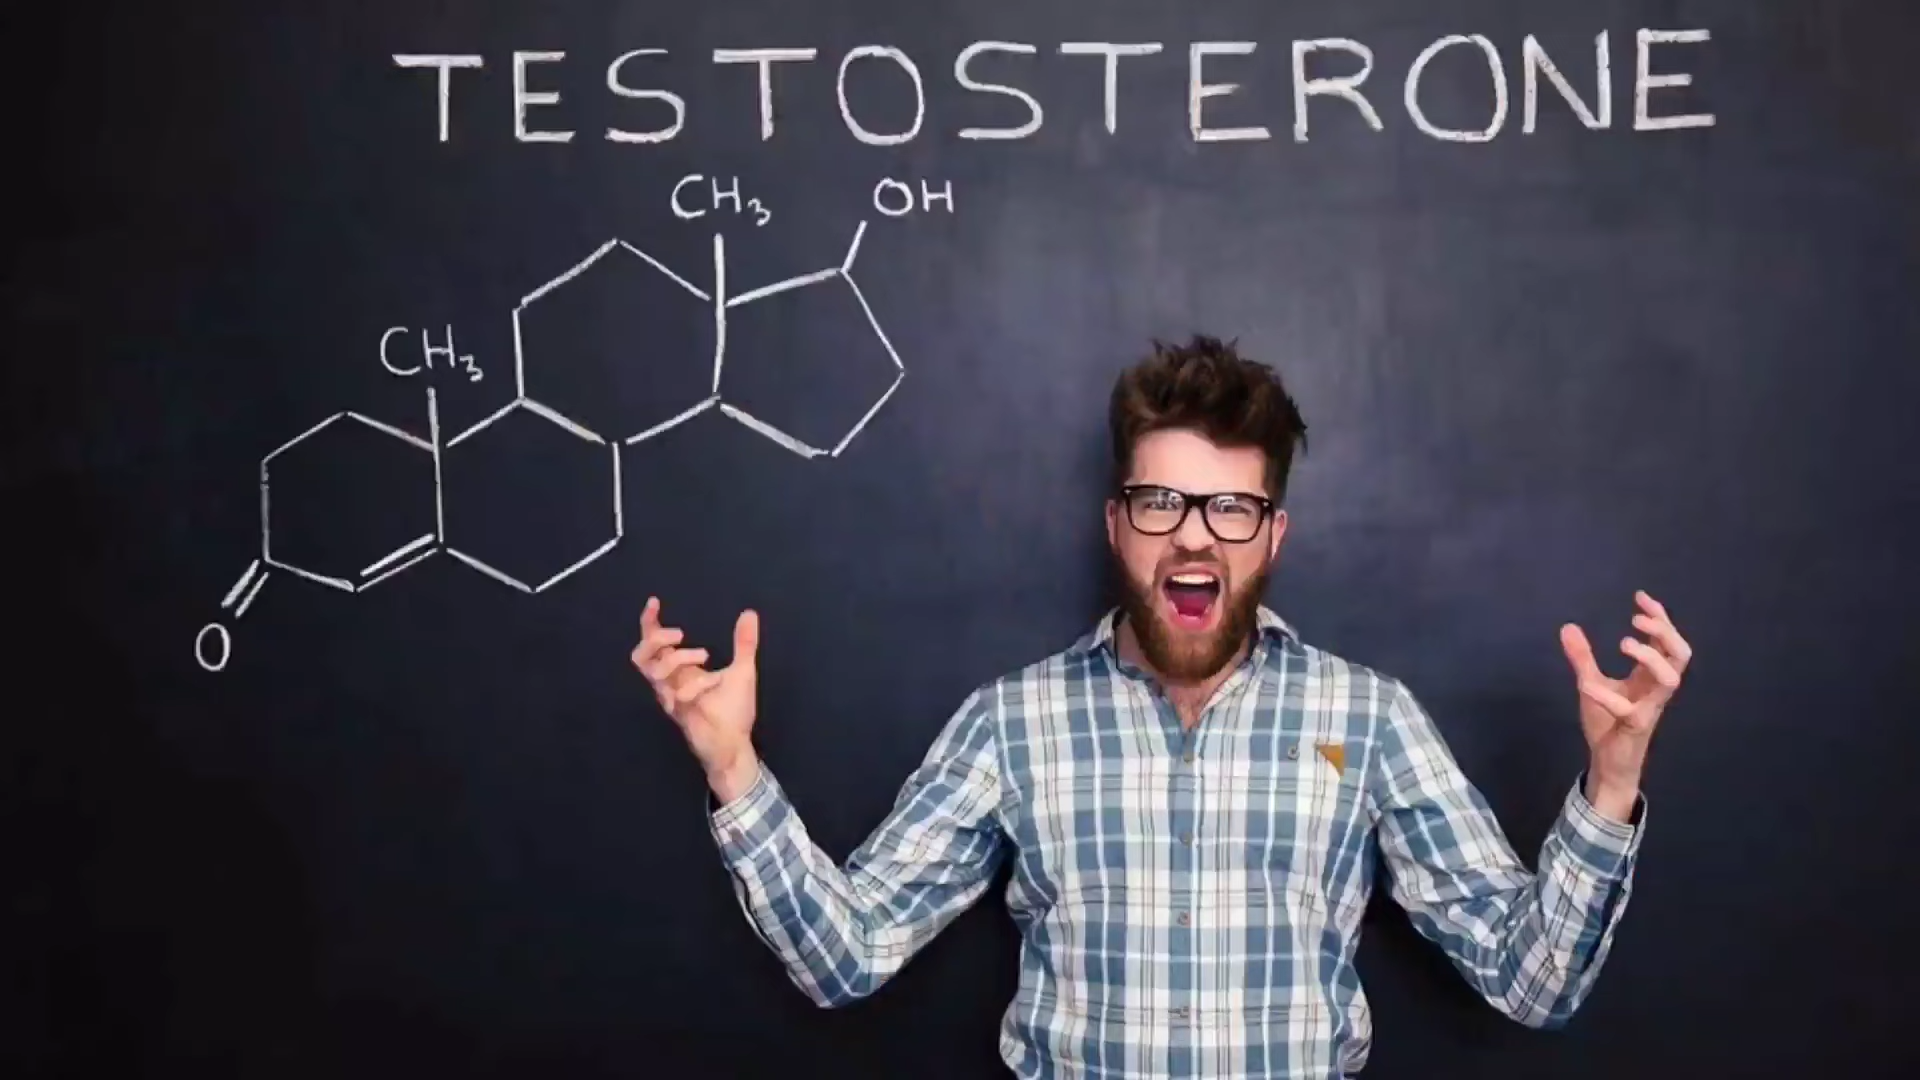 TESTOSTERONE
CH₃
OH
CH₃
O